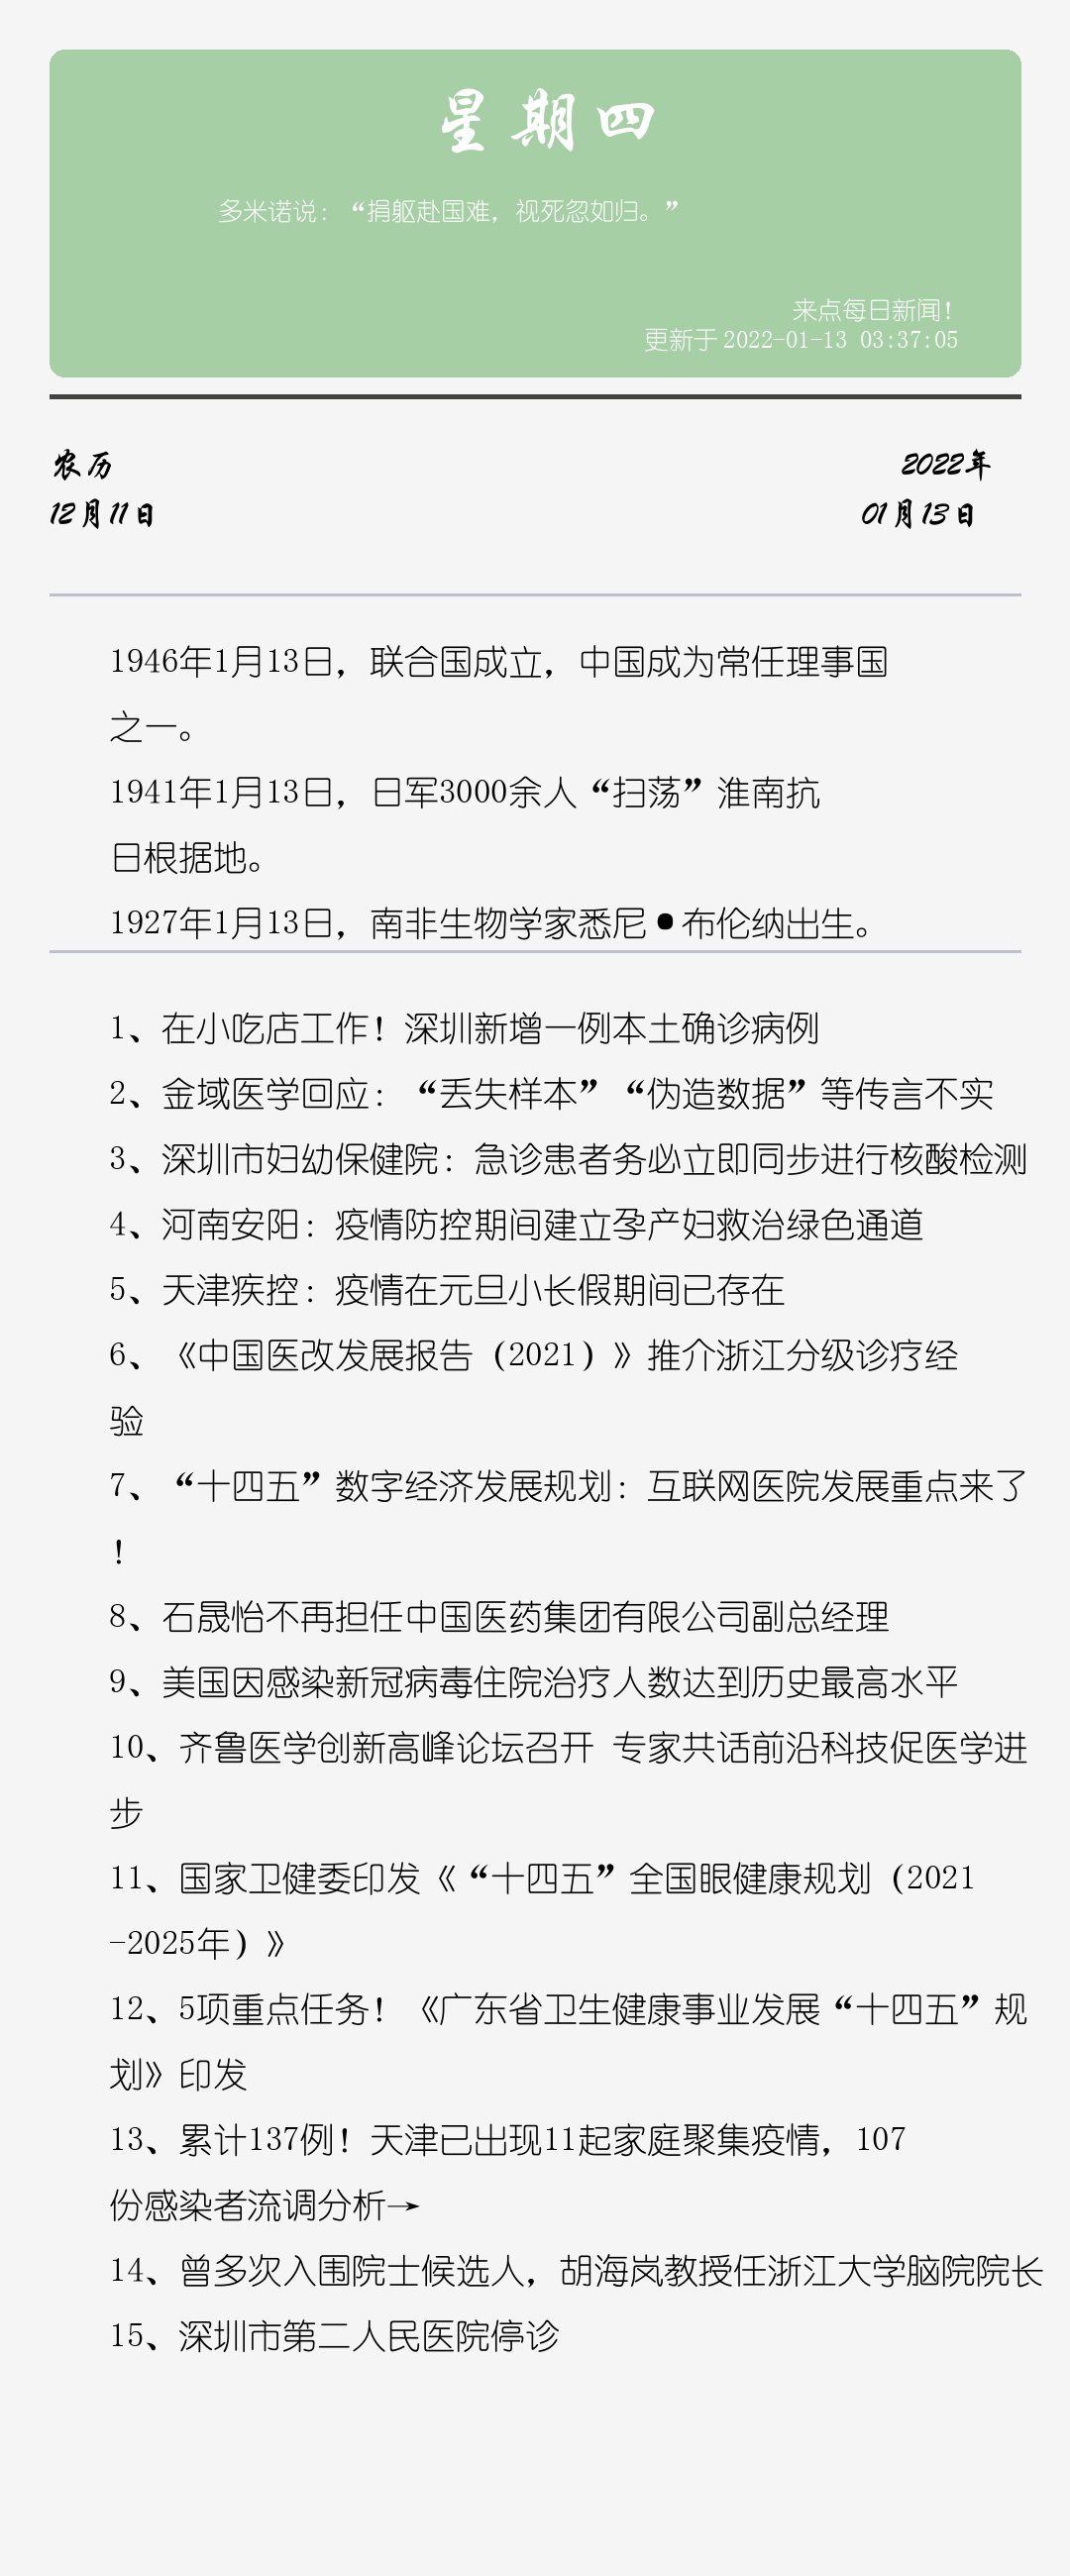 星期四
多米诺说：“捐躯赴国难，视死忽如归。”
来点每日新闻！
更新于 2022-01-13 03:37:05
农历
2022年
12月11日
01月13日
1946年1月13日，联合国成立，中国成为常任理事国
之一。
1941年1月13日，日军3000余人“扫荡”淮南抗
日根据地。
1927年1月13日，南非生物学家悉尼•布伦纳出生。
1、在小吃店工作！深圳新增一例本土确诊病例
2、金域医学回应：“丢失样本”“伪造数据”等传言不实
3、深圳市妇幼保健院：急诊患者务必立即同步进行核酸检测
4、河南安阳：疫情防控期间建立孕产妇救治绿色通道
5、天津疾控：疫情在元旦小长假期间已存在
6、《中国医改发展报告（2021）》推介浙江分级诊疗经
验
7、“十四五”数字经济发展规划：互联网医院发展重点来了
！
8、石晟怡不再担任中国医药集团有限公司副总经理
9、美国因感染新冠病毒住院治疗人数达到历史最高水平
10、齐鲁医学创新高峰论坛召开 专家共话前沿科技促医学进
步
11、国家卫健委印发《“十四五”全国眼健康规划（2021
-2025年）》
12、5项重点任务！《广东省卫生健康事业发展“十四五”规
划》印发
13、累计137例！天津已出现11起家庭聚集疫情，107
份感染者流调分析→
14、曾多次入围院士候选人，胡海岚教授任浙江大学脑院院长
15、深圳市第二人民医院停诊